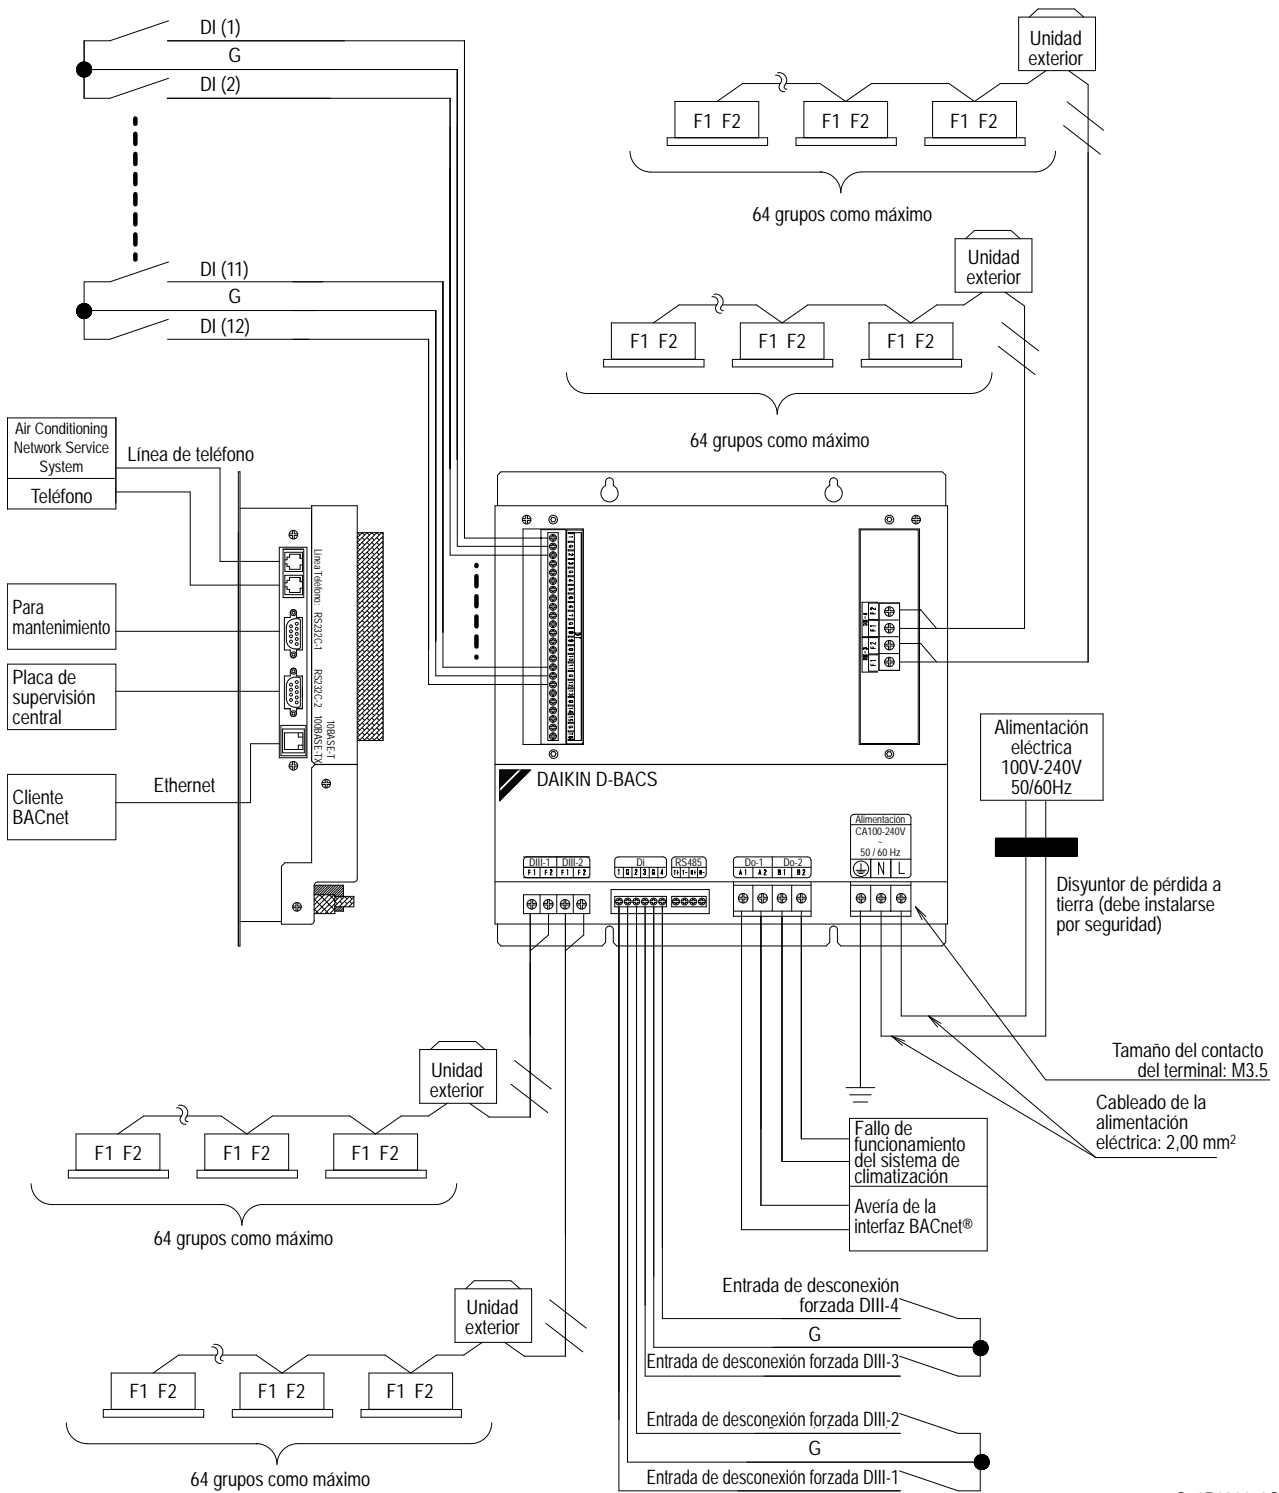 DI (1)
G
DI (2)
DI (11)
G
DI (12)
Unidad
exterior
F1 F2
F1 F2
F1 F2
64 grupos como máximo
Unidad
exterior
F1 F2
F1 F2
F1 F2
64 grupos como máximo
Air Conditioning
Network Service
System
Teléfono
Línea de teléfono
Para
mantenimiento
Placa de
supervisión
central
Cliente
BACnet
Ethernet
Línea Teléfono:
RS232C-1
RS232C-2
10BASE-T
100BASE-TX
DAIKIN D-BACS
DIII-1 DIII-2
F1 F2 F1 F2
Di
1 G 2 3 G 4
RS485
Do-1 Do-2
A1 A2 B1 B2
Alimentación
CA100-240V
~
50 / 60 Hz
N L
F2
F1
F2
F1
Alimentación
eléctrica
100V-240V
50/60Hz
Disyuntor de pérdida a
tierra (debe instalarse
por seguridad)
Tamaño del contacto
del terminal: M3.5
Cableado de la
alimentación
eléctrica: 2,00 mm²
Unidad
exterior
F1 F2
F1 F2
F1 F2
64 grupos como máximo
Unidad
exterior
F1 F2
F1 F2
F1 F2
64 grupos como máximo
Fallo de
funcionamiento
del sistema de
climatización
Avería de la
interfaz BACnet®
Entrada de desconexión
forzada DIII-4
G
Entrada de desconexión forzada DIII-3
Entrada de desconexión forzada DIII-2
G
Entrada de desconexión forzada DIII-1